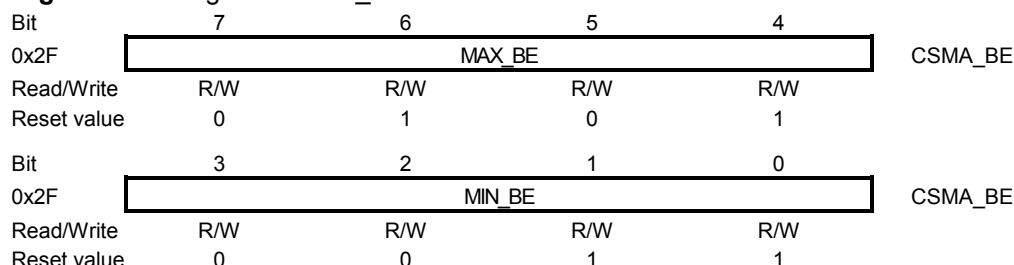 Bit 7 6 5 4
0x2F MAX_BE CSMA_BE
Read/Write R/W R/W R/W R/W
Reset value 0 1 0 1
Bit 3 2 1 0
0x2F MIN_BE CSMA_BE
Read/Write R/W R/W R/W R/W
Reset value 0 0 1 1